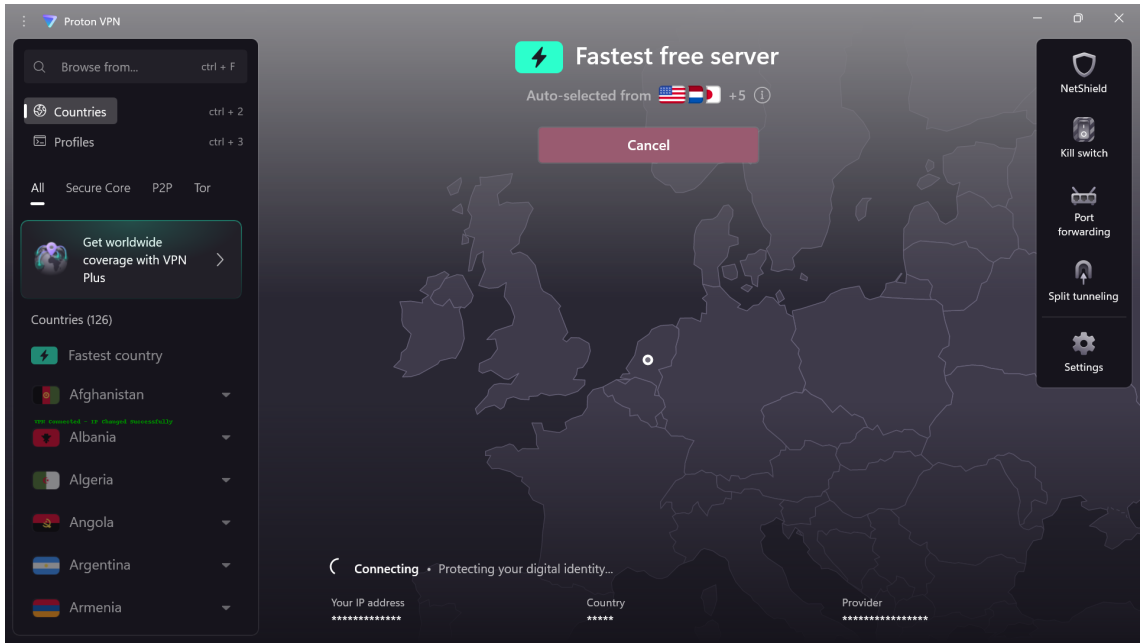 Proton VPN
Browse from... ctrl + F
Countries ctrl + 2
Profiles ctrl + 3
All Secure Core P2P Tor
Get worldwide
coverage with VPN
Plus
Countries (126)
Fastest country
Afghanistan
VPN Connected - IP Changed Successfully
Albania
Algeria
Angola
Argentina
Armenia
Fastest free server
Auto-selected from +5
Cancel
Connecting • Protecting your digital identity...
Your IP address Country Provider
************* ***** ****************
NetShield
Kill switch
Port
forwarding
Split tunneling
Settings